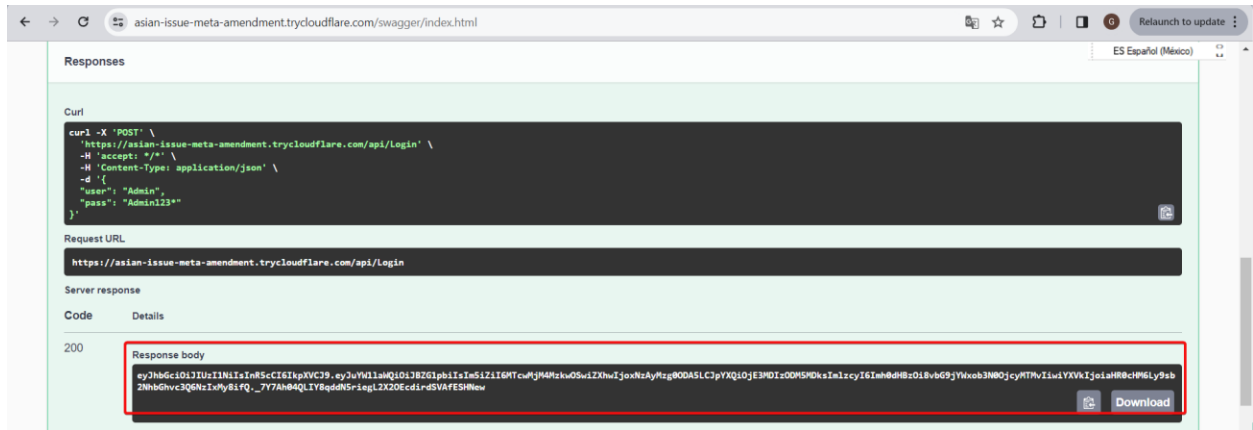 asian-issue-meta-amendment.trycloudflare.com/swagger/index.html
G
Relaunch to update
ES Español (México)
Responses
Curl
curl -X 'POST' \
'https://asian-issue-meta-amendment.trycloudflare.com/api/Login' \
-H 'accept: */*' \
-H 'Content-Type: application/json' \
-d '{
"user": "Admin",
"pass": "Admin123*"
}'
Request URL
https://asian-issue-meta-amendment.trycloudflare.com/api/Login
Server response
Code Details
200
Response body
Download